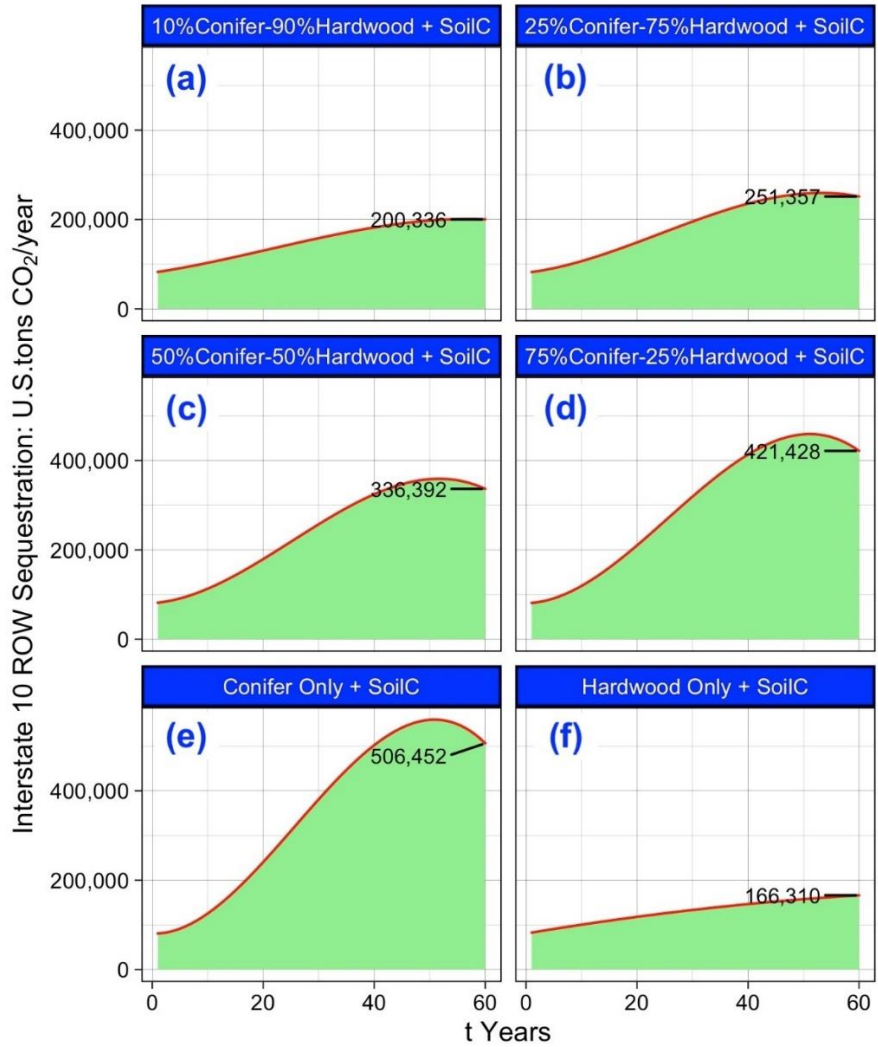 Interstate 10 ROW Sequestration: U.S.tons CO₂/year
10%Conifer-90%Hardwood + SoilC
(a)
400,000
200,000
0
200,336
25%Conifer-75%Hardwood + SoilC
(b)
251,357
50%Conifer-50%Hardwood + SoilC
(c)
400,000
200,000
0
336,392
75%Conifer-25%Hardwood + SoilC
(d)
421,428
Conifer Only + SoilC
(e)
400,000
200,000
0
506,452
0 20 40 60
Hardwood Only + SoilC
(f)
166,310
0 20 40 60
t Years